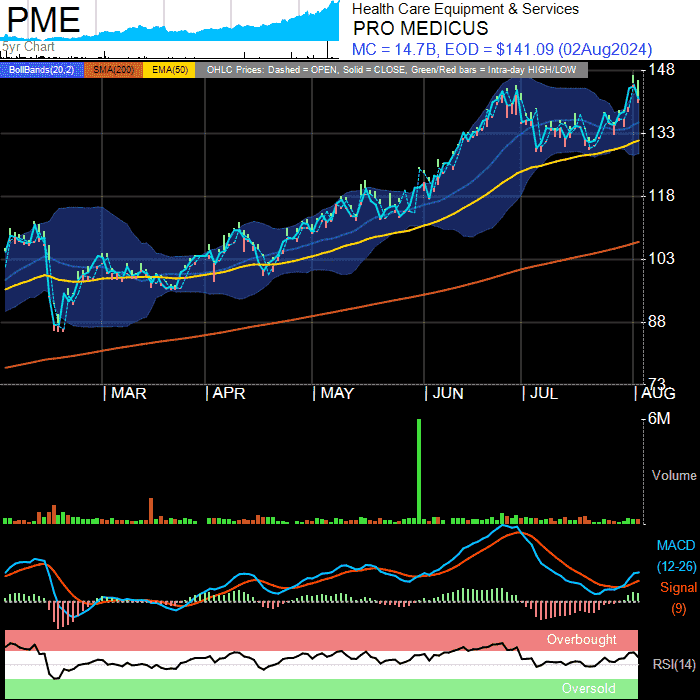 PME
5yr Chart
Health Care Equipment & Services
PRO MEDICUS
MC = 14.7B, EOD = $141.09 (02Aug2024)
BollBands(20,2) SMA(200) EMA(50) OHLC Prices: Dashed = OPEN, Solid = CLOSE, Green/Red bars = Intra-day HIGH/LOW
148
133
118
103
88
73
MAR APR MAY JUN JUL AUG
6M
Volume
MACD
(12-26)
Signal
(9)
Overbought
RSI(14)
Oversold